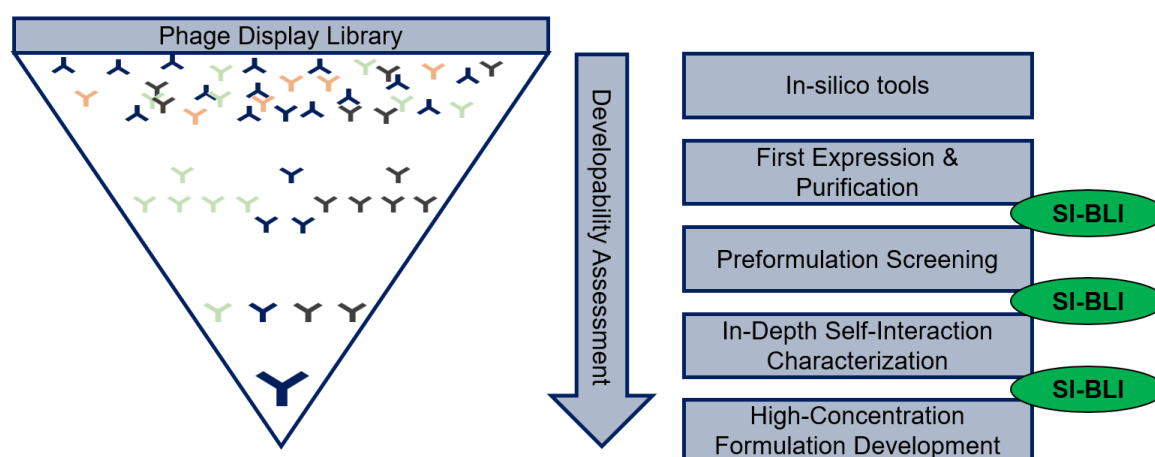 Phage Display Library
Developability Assessment
In-silico tools
First Expression &
Purification
SI-BLI
Preformulation Screening
SI-BLI
In-Depth Self-Interaction
Characterization
SI-BLI
High-Concentration
Formulation Development